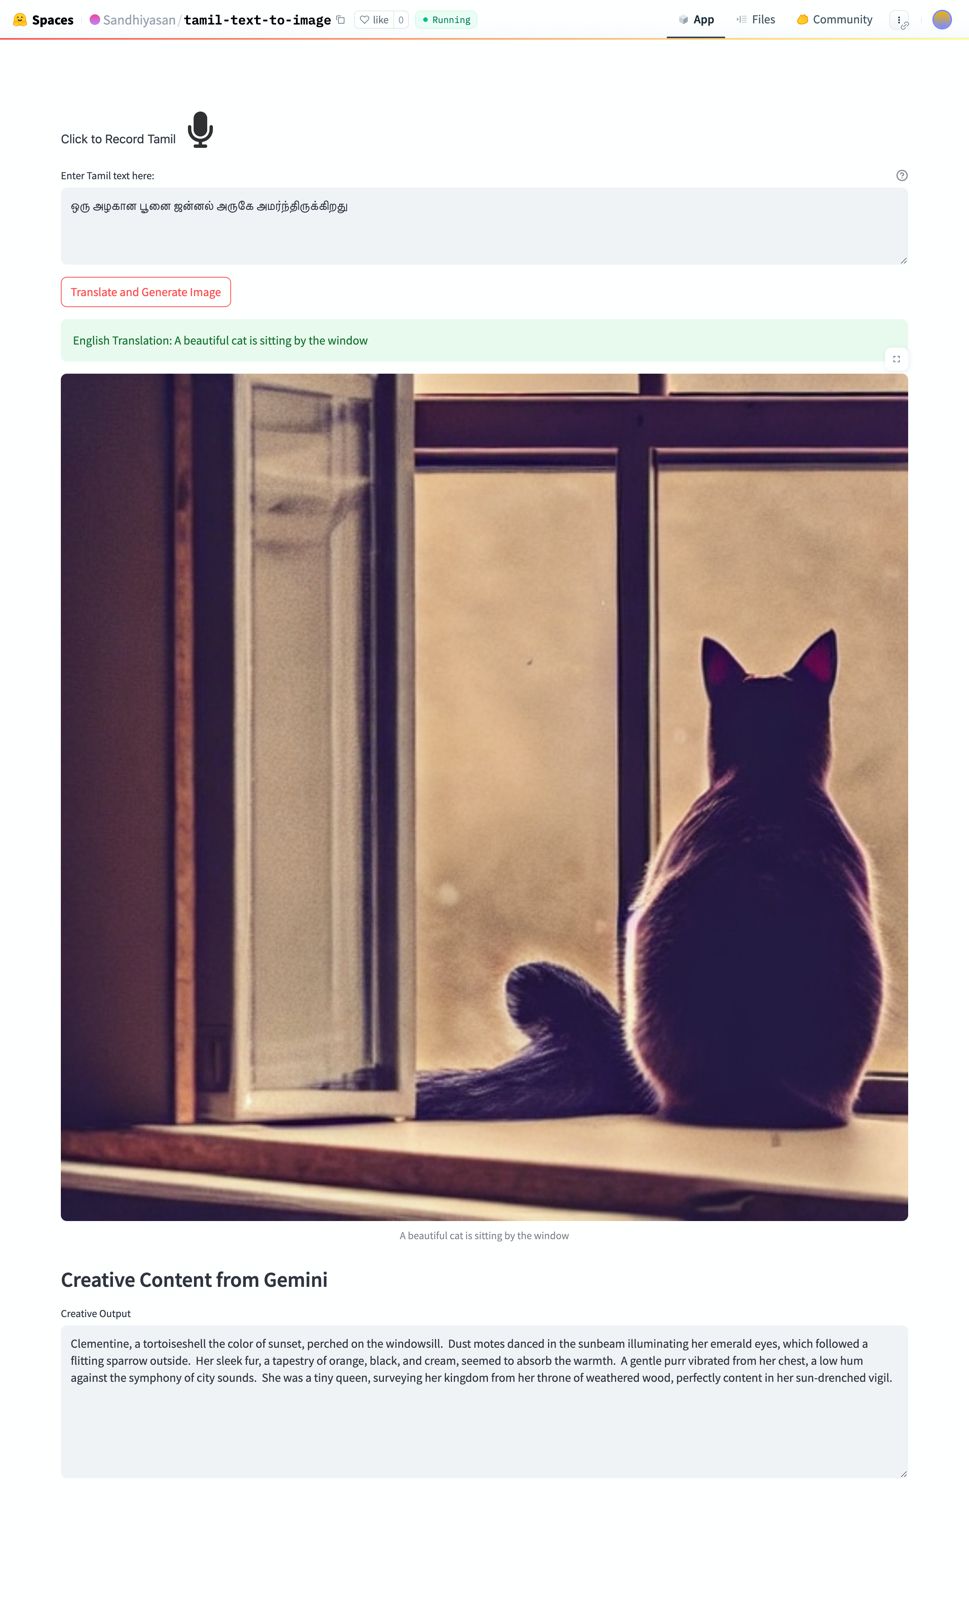 Spaces Sandhiyasan/tamil-text-to-image like 0 Running App Files Community
Click to Record Tamil
Enter Tamil text here:
ஒரு அழகான பூனை ஜன்னல் அருகே அமர்ந்திருக்கிறது
Translate and Generate Image
English Translation: A beautiful cat is sitting by the window
A beautiful cat is sitting by the window
Creative Content from Gemini
Creative Output
Clementine, a tortoiseshell the color of sunset, perched on the windowsill.  Dust motes danced in the sunbeam illuminating her emerald eyes, which followed a
flitting sparrow outside.  Her sleek fur, a tapestry of orange, black, and cream, seemed to absorb the warmth.  A gentle purr vibrated from her chest, a low hum
against the symphony of city sounds.  She was a tiny queen, surveying her kingdom from her throne of weathered wood, perfectly content in her sun-drenched vigil.